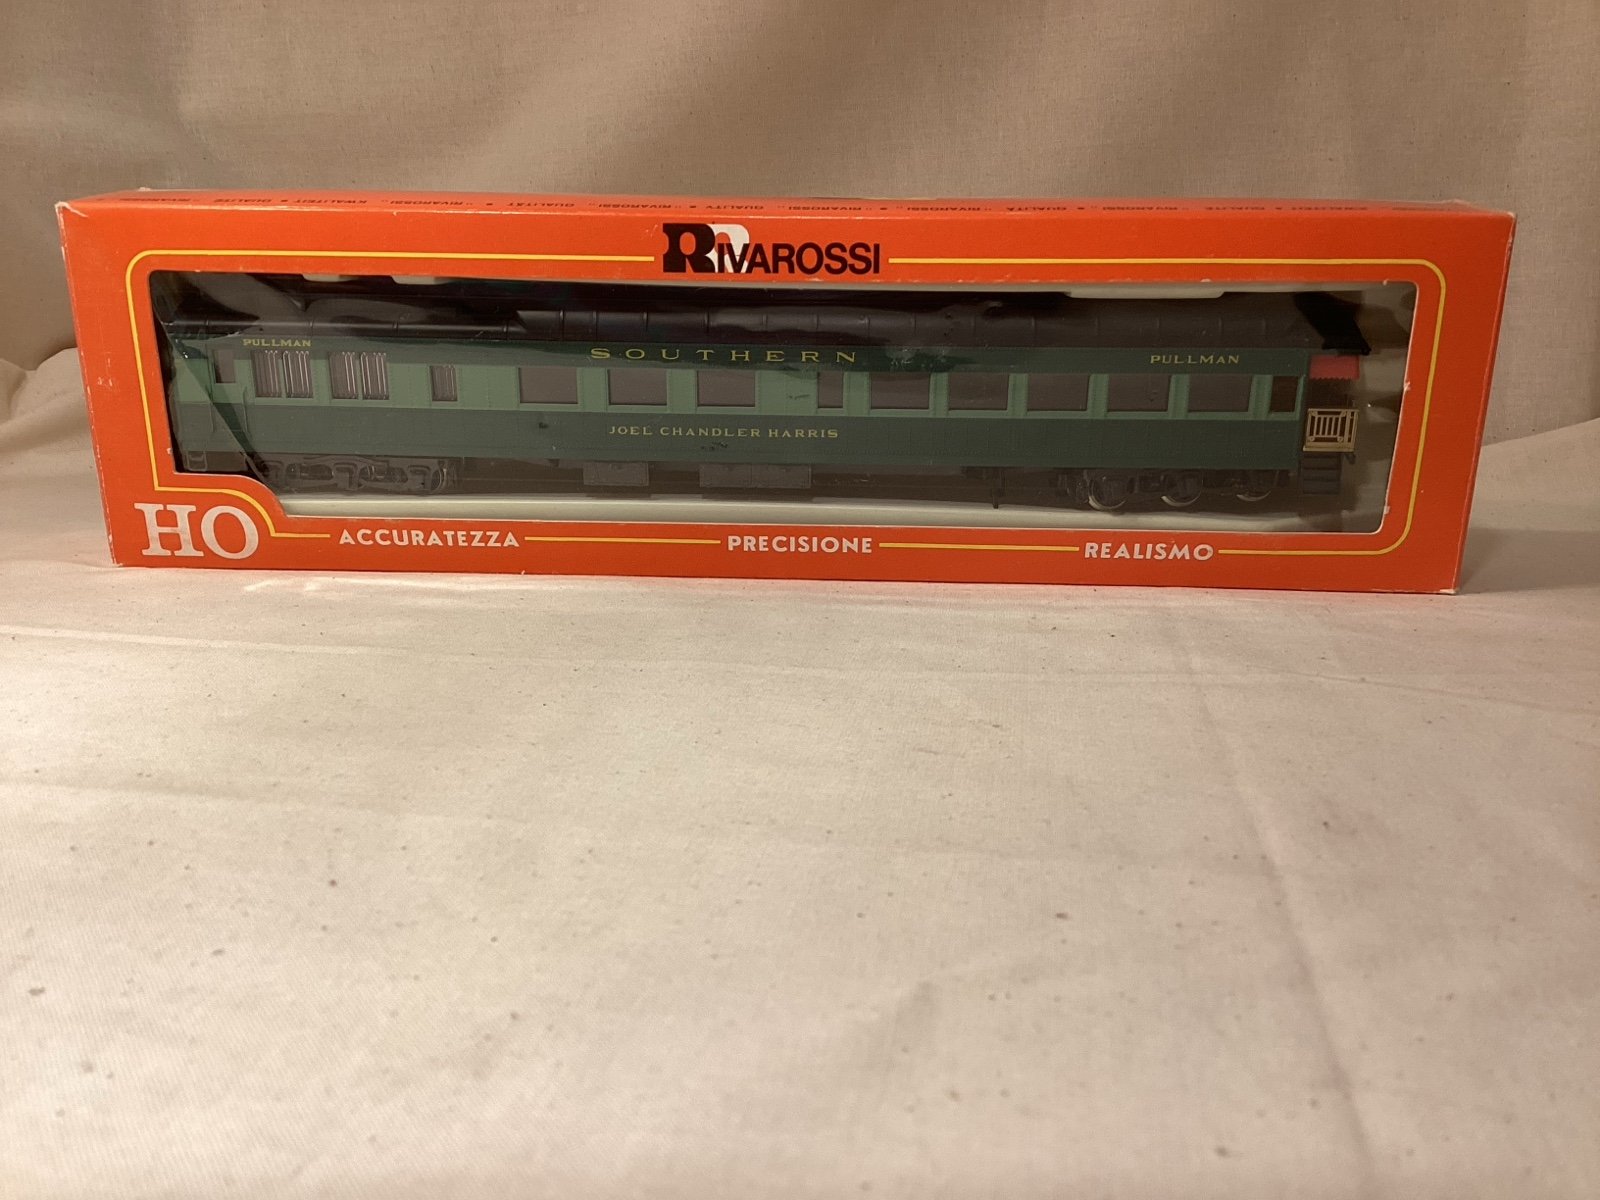 RIVAROSSI
PULLMAN
SOUTHERN
PULLMAN
JOEL CHANDLER HARRIS
HO
ACCURATEZZA
PRECISIONE
REALISMO